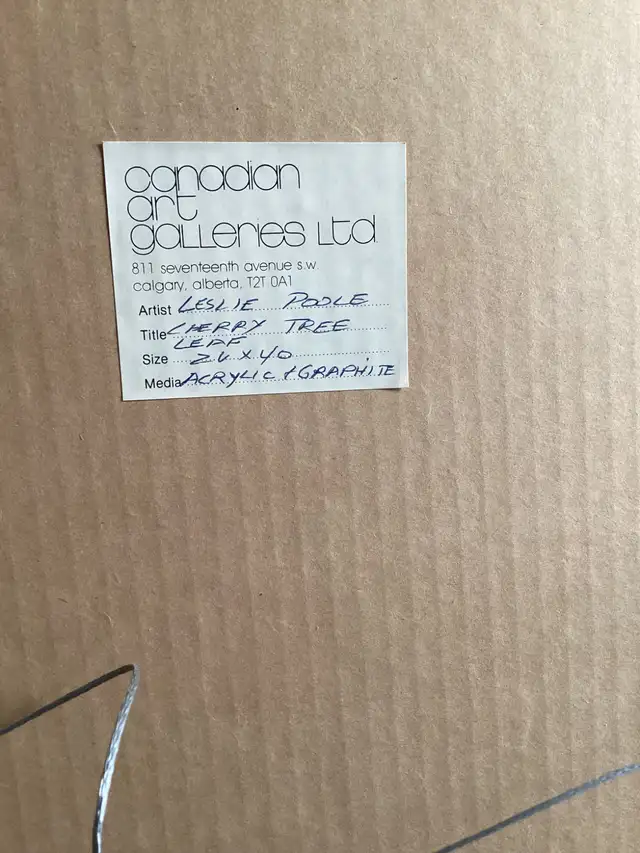 canadian
art
galleries Ltd
811 seventeenth avenue s.w.
calgary, alberta, T2T 0A1
Artist LESLIE POOLE
Title CHERRY TREE
LEAF
Size 26 X 40
Media ACRYLIC + GRAPHITE